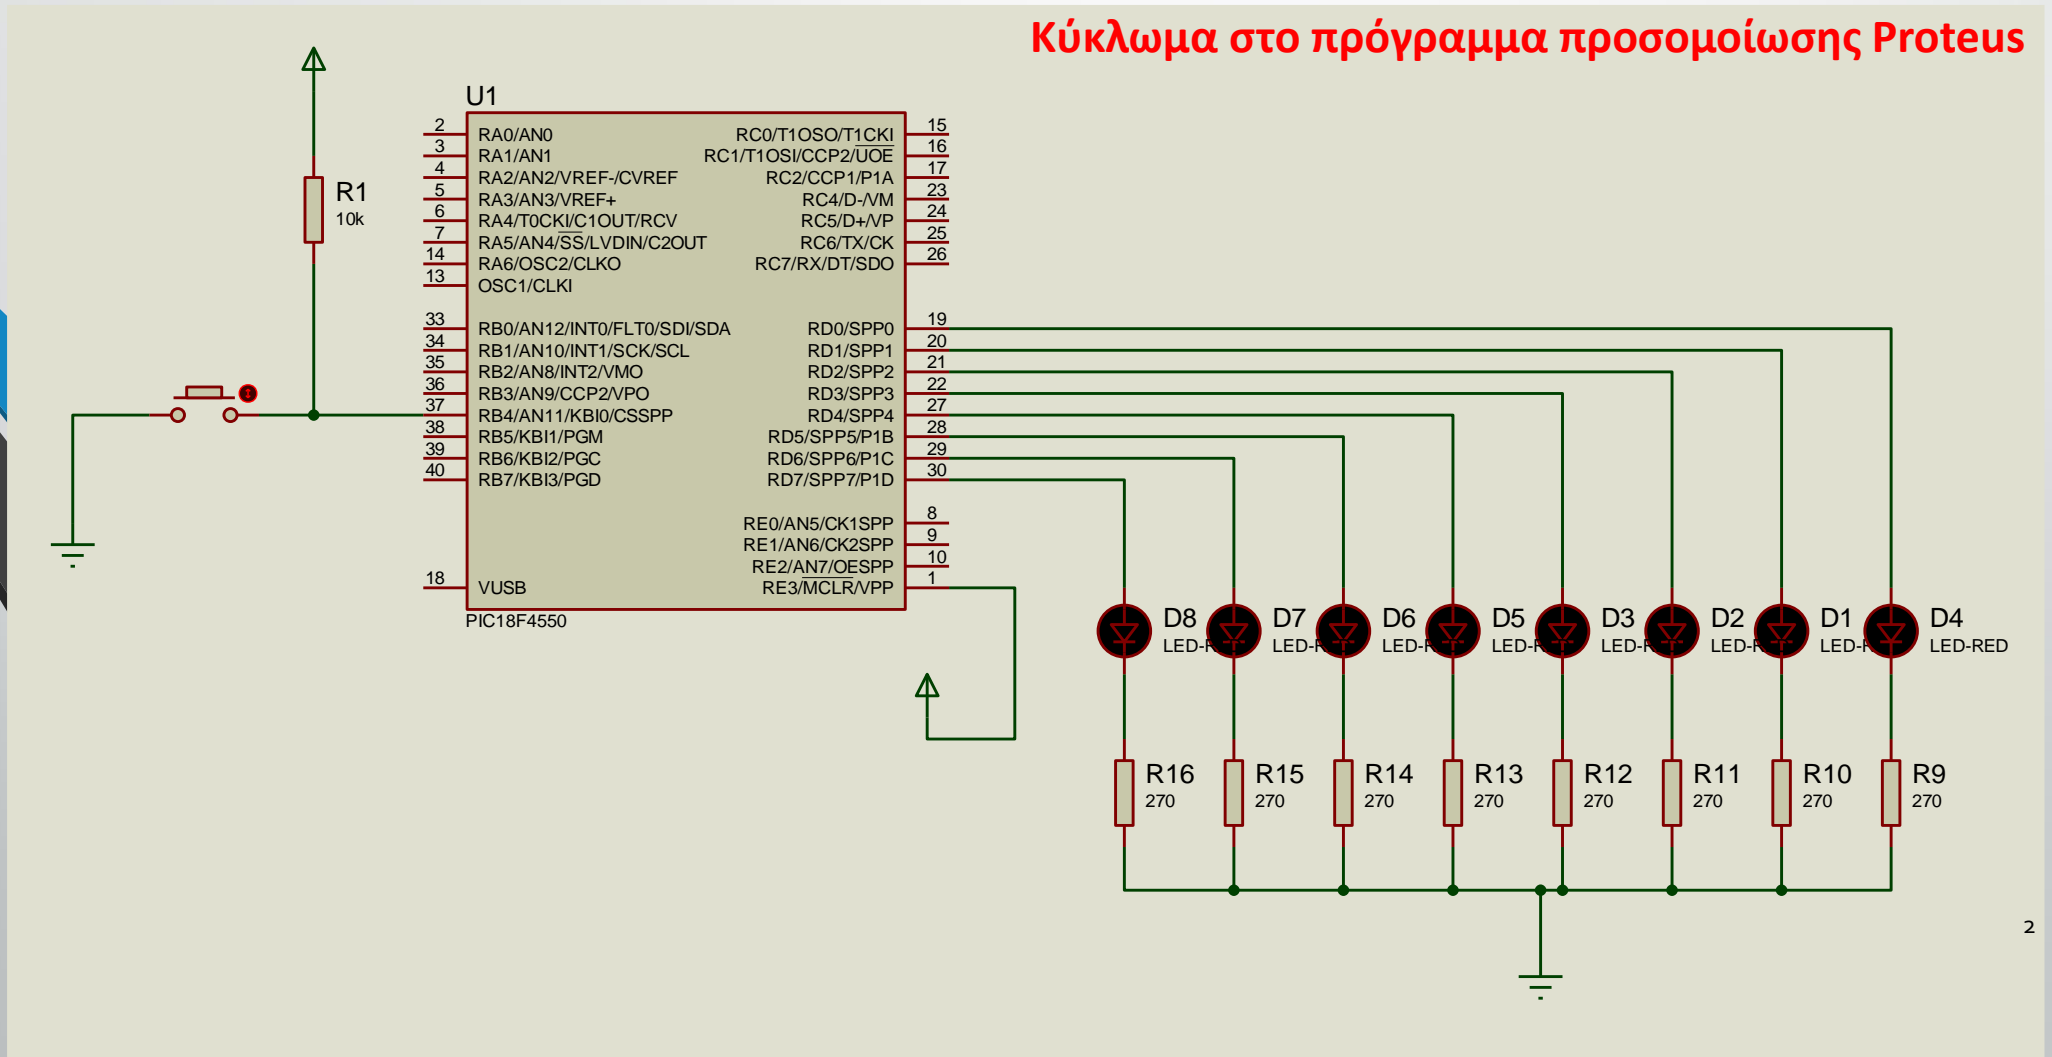 Κύκλωμα στο πρόγραμμα προσομοίωσης Proteus
U1
2 RA0/AN0
3 RA1/AN1
4 RA2/AN2/VREF-/CVREF
5 RA3/AN3/VREF+
6 RA4/T0CKI/C1OUT/RCV
7 RA5/AN4/SS/LVDIN/C2OUT
14 RA6/OSC2/CLKO
13 OSC1/CLKI
33 RB0/AN12/INT0/FLT0/SDI/SDA
34 RB1/AN10/INT1/SCK/SCL
35 RB2/AN8/INT2/VMO
36 RB3/AN9/CCP2/VPO
37 RB4/AN11/KBI0/CSSPP
38 RB5/KBI1/PGM
39 RB6/KBI2/PGC
40 RB7/KBI3/PGD
18 VUSB
RC0/T1OSO/T1CKI 15
RC1/T1OSI/CCP2/UOE 16
RC2/CCP1/P1A 17
RC4/D-/VM 23
RC5/D+/VP 24
RC6/TX/CK 25
RC7/RX/DT/SDO 26
RD0/SPP0 19
RD1/SPP1 20
RD2/SPP2 21
RD3/SPP3 22
RD4/SPP4 27
RD5/SPP5/P1B 28
RD6/SPP6/P1C 29
RD7/SPP7/P1D 30
RE0/AN5/CK1SPP 8
RE1/AN6/CK2SPP 9
RE2/AN7/OESPP 10
RE3/MCLR/VPP 1
PIC18F4550
R1
10k
D8 D7 D6 D5 D3 D2 D1 D4
LED-R LED-R LED-R LED-R LED-R LED-R LED-R LED-RED
R16 R15 R14 R13 R12 R11 R10 R9
270 270 270 270 270 270 270 270
2